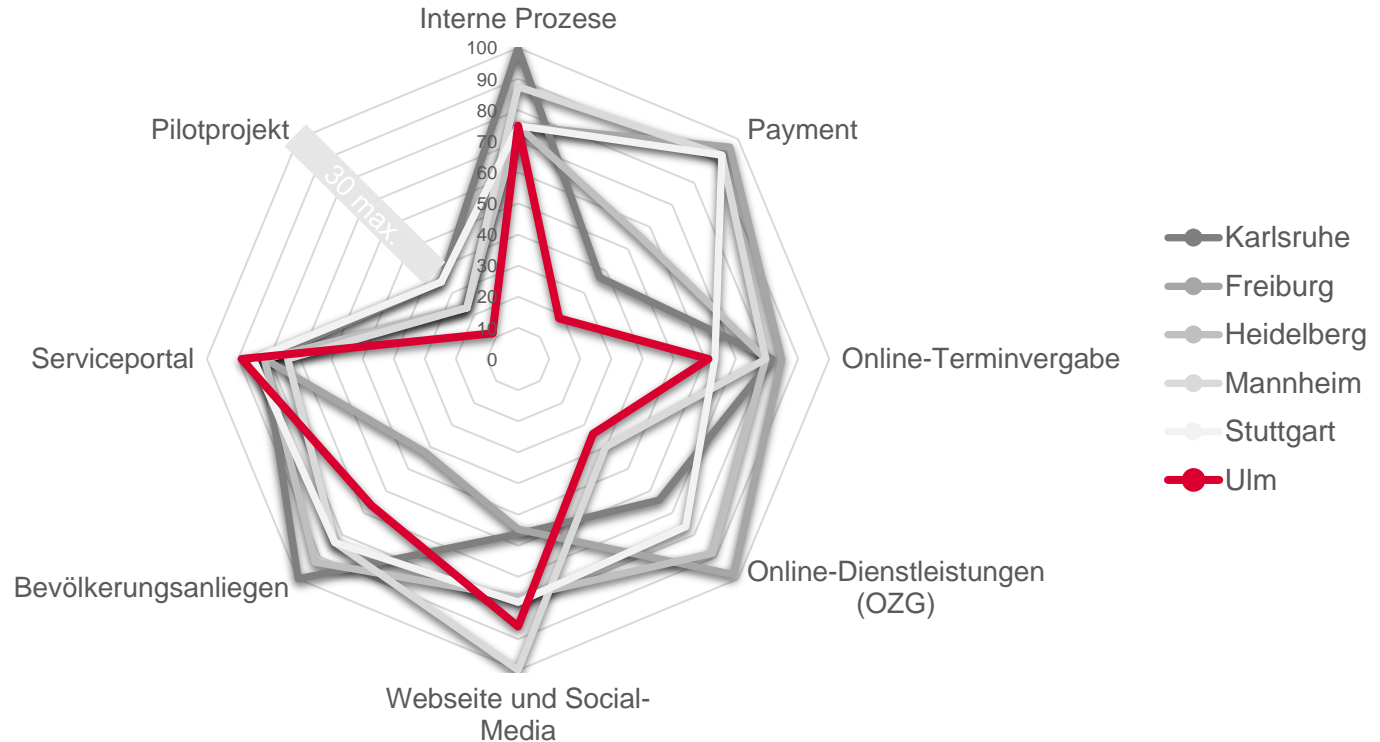 Interne Prozese
100
90
80
70
60
50
40
30
20
10
0
Payment
Online-Terminvergabe
Online-Dienstleistungen
(OZG)
Webseite und Social-
Media
Bevölkerungsanliegen
Serviceportal
Pilotprojekt
30 max.
Karlsruhe
Freiburg
Heidelberg
Mannheim
Stuttgart
Ulm